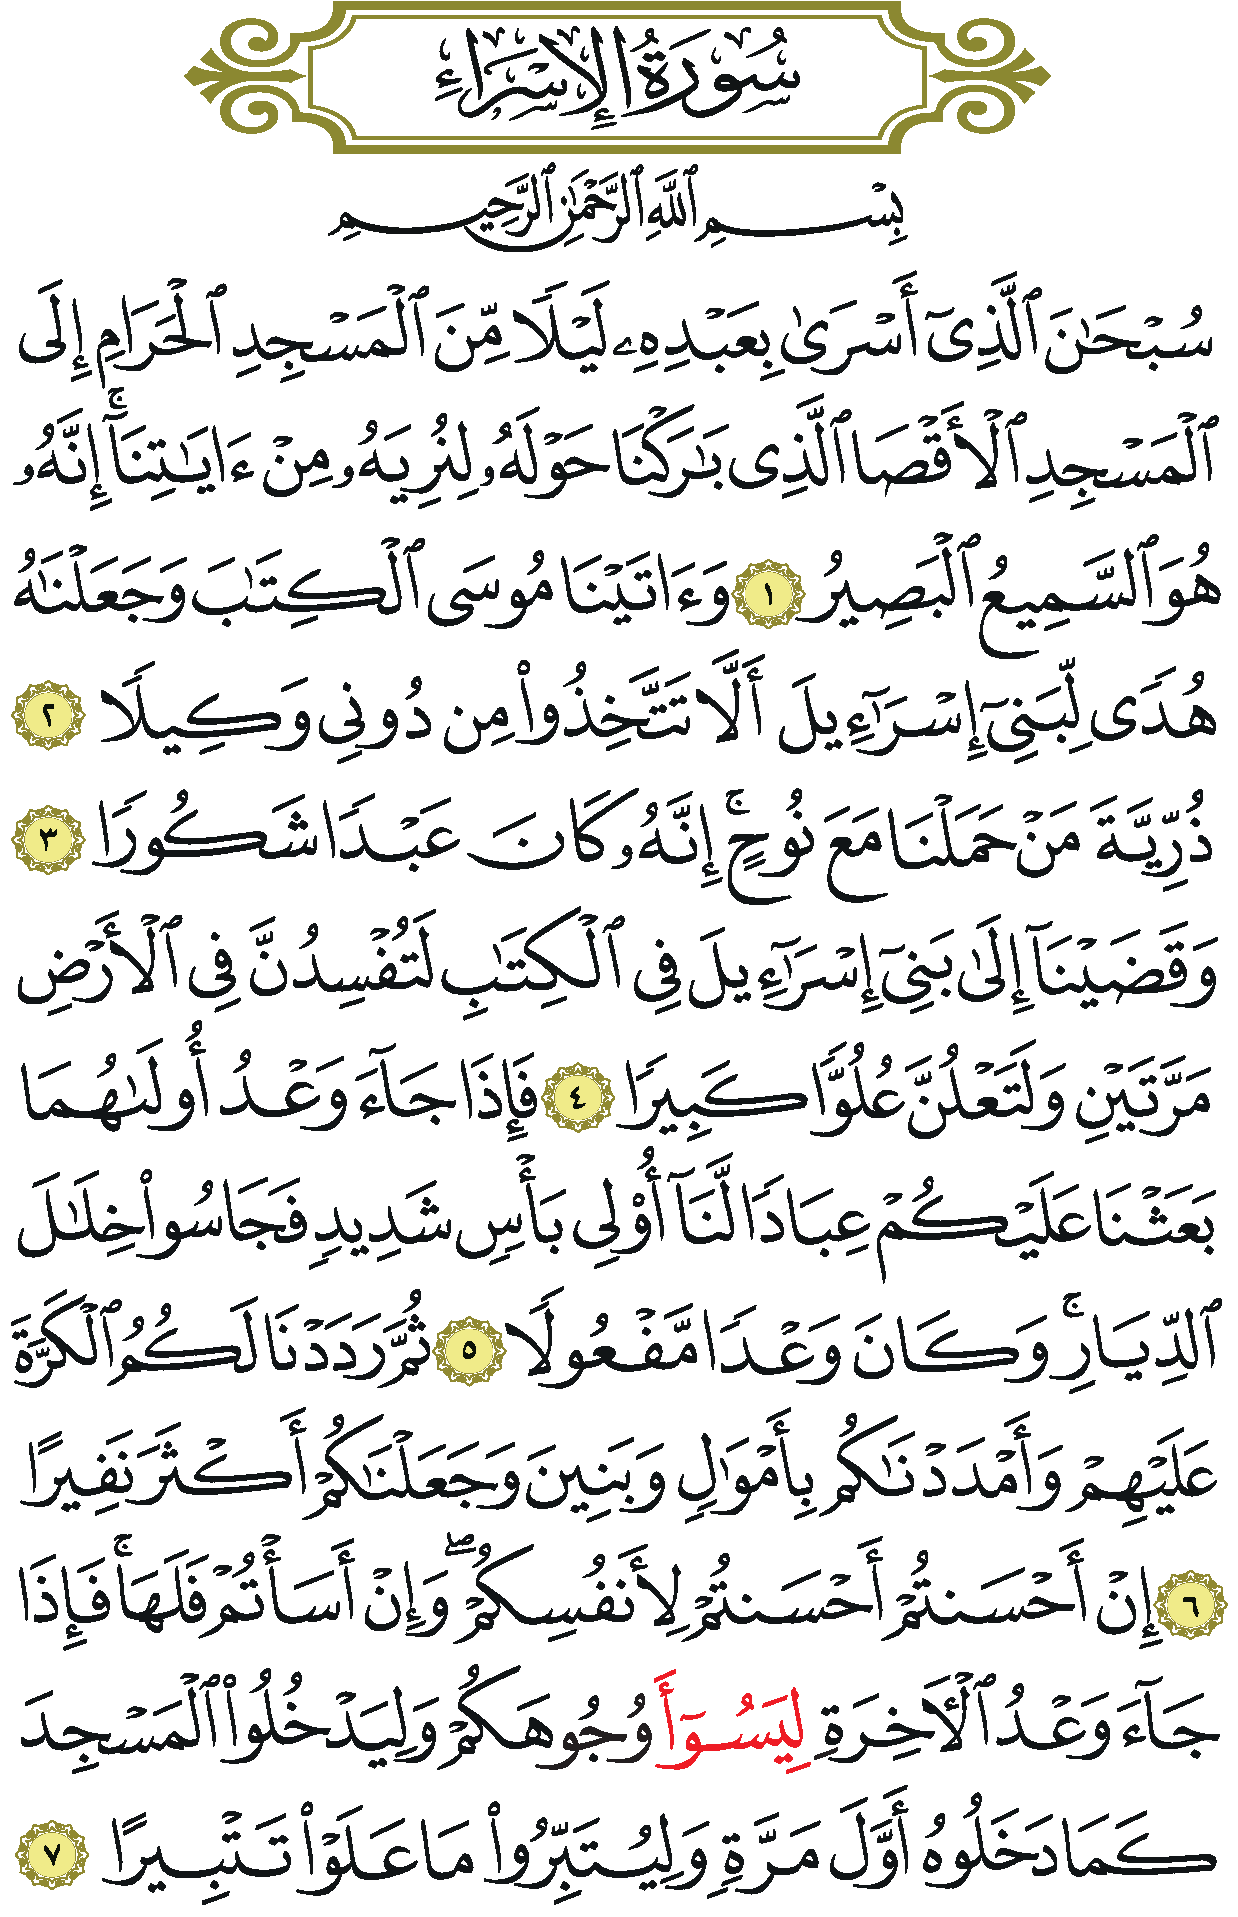 سُورَةُ ٱلْإِسْرَاءِ
بِسْمِ ٱللَّهِ ٱلرَّحْمَٰنِ ٱلرَّحِيمِ
سُبْحَٰنَ ٱلَّذِىٓ أَسْرَىٰ بِعَبْدِهِۦ لَيْلًا مِّنَ ٱلْمَسْجِدِ ٱلْحَرَامِ إِلَى
ٱلْمَسْجِدِ ٱلْأَقْصَا ٱلَّذِى بَٰرَكْنَا حَوْلَهُۥ لِنُرِيَهُۥ مِنْ ءَايَٰتِنَآ ۚ إِنَّهُۥ
هُوَ ٱلسَّمِيعُ ٱلْبَصِيرُ ١ وَءَاتَيْنَا مُوسَى ٱلْكِتَٰبَ وَجَعَلْنَٰهُ
هُدًى لِّبَنِىٓ إِسْرَٰٓءِيلَ أَلَّا تَتَّخِذُوا۟ مِن دُونِى وَكِيلًا ٢
ذُرِّيَّةَ مَنْ حَمَلْنَا مَعَ نُوحٍ ۚ إِنَّهُۥ كَانَ عَبْدًا شَكُورًا ٣
وَقَضَيْنَآ إِلَىٰ بَنِىٓ إِسْرَٰٓءِيلَ فِى ٱلْكِتَٰبِ لَتُفْسِدُنَّ فِى ٱلْأَرْضِ
مَرَّتَيْنِ وَلَتَعْلُنَّ عُلُوًّا كَبِيرًا ٤ فَإِذَا جَآءَ وَعْدُ أُولَىٰهُمَا
بَعَثْنَا عَلَيْكُمْ عِبَادًا لَّنَآ أُو۟لِى بَأْسٍ شَدِيدٍ فَجَاسُوا۟ خِلَٰلَ
ٱلدِّيَارِ ۚ وَكَانَ وَعْدًا مَّفْعُولًا ٥ ثُمَّ رَدَدْنَا لَكُمُ ٱلْكَرَّةَ
عَلَيْهِمْ وَأَمْدَدْنَٰكُم بِأَمْوَٰلٍ وَبَنِينَ وَجَعَلْنَٰكُمْ أَكْثَرَ نَفِيرًا
٦ إِنْ أَحْسَنتُمْ أَحْسَنتُمْ لِأَنفُسِكُمْ ۖ وَإِنْ أَسَأْتُمْ فَلَهَا ۚ فَإِذَا
جَآءَ وَعْدُ ٱلْأَخِرَةِ لِيَسُـوٓأَ وُجُوهَكُمْ وَلِيَدْخُلُوا۟ ٱلْمَسْجِدَ
كَمَا دَخَلُوهُ أَوَّلَ مَرَّةٍ وَلِيُتَبِّرُوا۟ مَا عَلَوْا۟ تَتْبِيرًا ٧